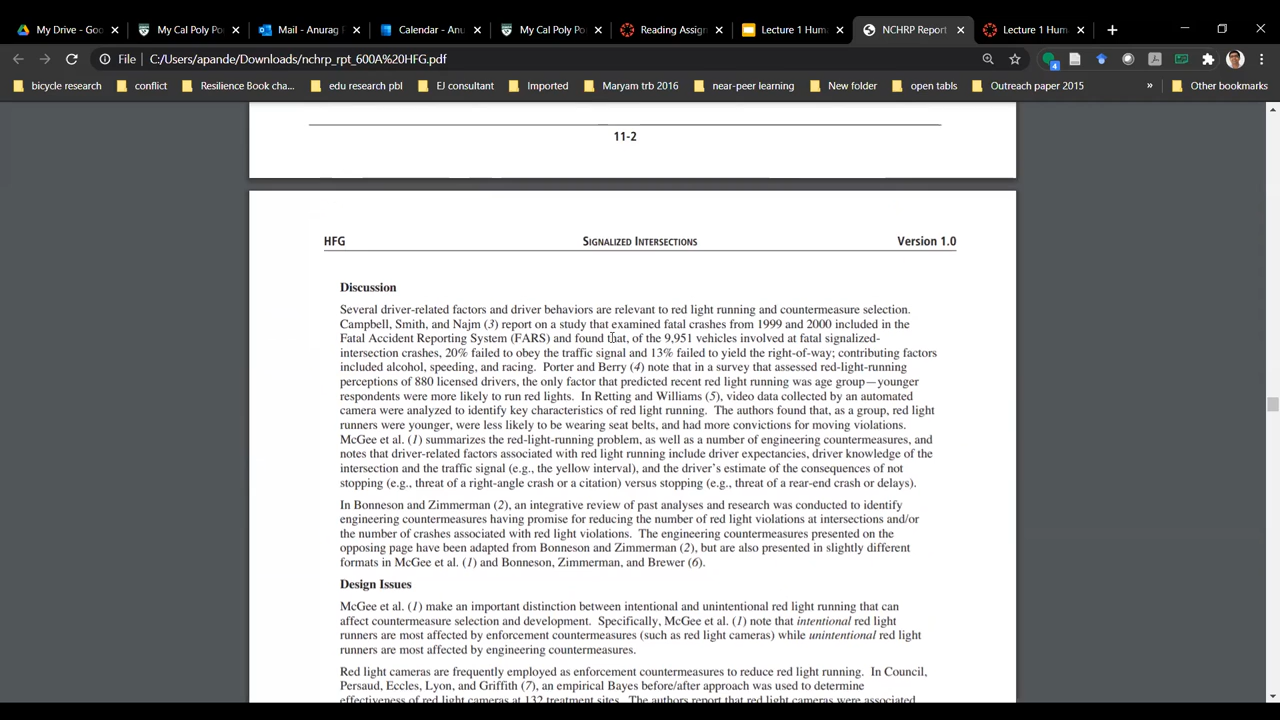 My Drive - Goo
My Cal Poly Po
Mail - Anurag
Calendar - Anu
My Cal Poly Po
Reading Assig
Lecture 1 Hum
NCHRP Report
Lecture 1 Hum
File | C:/Users/apande/Downloads/nchrp_rpt_600A%20HFG.pdf
4
bicycle research
conflict
Resilience Book cha...
edu research pbl
EJ consultant
Imported
Maryam trb 2016
near-peer learning
New folder
open tabls
Outreach paper 2015
»
Other bookmarks
11-2
HFG
SIGNALIZED INTERSECTIONS
Version 1.0
Discussion
Several driver-related factors and driver behaviors are relevant to red light running and countermeasure selection.
Campbell, Smith, and Najm (3) report on a study that examined fatal crashes from 1999 and 2000 included in the
Fatal Accident Reporting System (FARS) and found that, of the 9,951 vehicles involved at fatal signalized-
intersection crashes, 20% failed to obey the traffic signal and 13% failed to yield the right-of-way; contributing factors
included alcohol, speeding, and racing. Porter and Berry (4) note that in a survey that assessed red-light-running
perceptions of 880 licensed drivers, the only factor that predicted recent red light running was age group—younger
respondents were more likely to run red lights. In Retting and Williams (5), video data collected by an automated
camera were analyzed to identify key characteristics of red light running. The authors found that, as a group, red light
runners were younger, were less likely to be wearing seat belts, and had more convictions for moving violations.
McGee et al. (1) summarizes the red-light-running problem, as well as a number of engineering countermeasures, and
notes that driver-related factors associated with red light running include driver expectancies, driver knowledge of the
intersection and the traffic signal (e.g., the yellow interval), and the driver's estimate of the consequences of not
stopping (e.g., threat of a right-angle crash or a citation) versus stopping (e.g., threat of a rear-end crash or delays).
In Bonneson and Zimmerman (2), an integrative review of past analyses and research was conducted to identify
engineering countermeasures having promise for reducing the number of red light violations at intersections and/or
the number of crashes associated with red light violations. The engineering countermeasures presented on the
opposing page have been adapted from Bonneson and Zimmerman (2), but are also presented in slightly different
formats in McGee et al. (1) and Bonneson, Zimmerman, and Brewer (6).
Design Issues
McGee et al. (1) make an important distinction between intentional and unintentional red light running that can
affect countermeasure selection and development. Specifically, McGee et al. (1) note that intentional red light
runners are most affected by enforcement countermeasures (such as red light cameras) while unintentional red light
runners are most affected by engineering countermeasures.
Red light cameras are frequently employed as enforcement countermeasures to reduce red light running. In Council,
Persaud, Eccles, Lyon, and Griffith (7), an empirical Bayes before/after approach was used to determine
effectiveness of red light cameras at 132 treatment sites. The authors report that red light cameras were associated